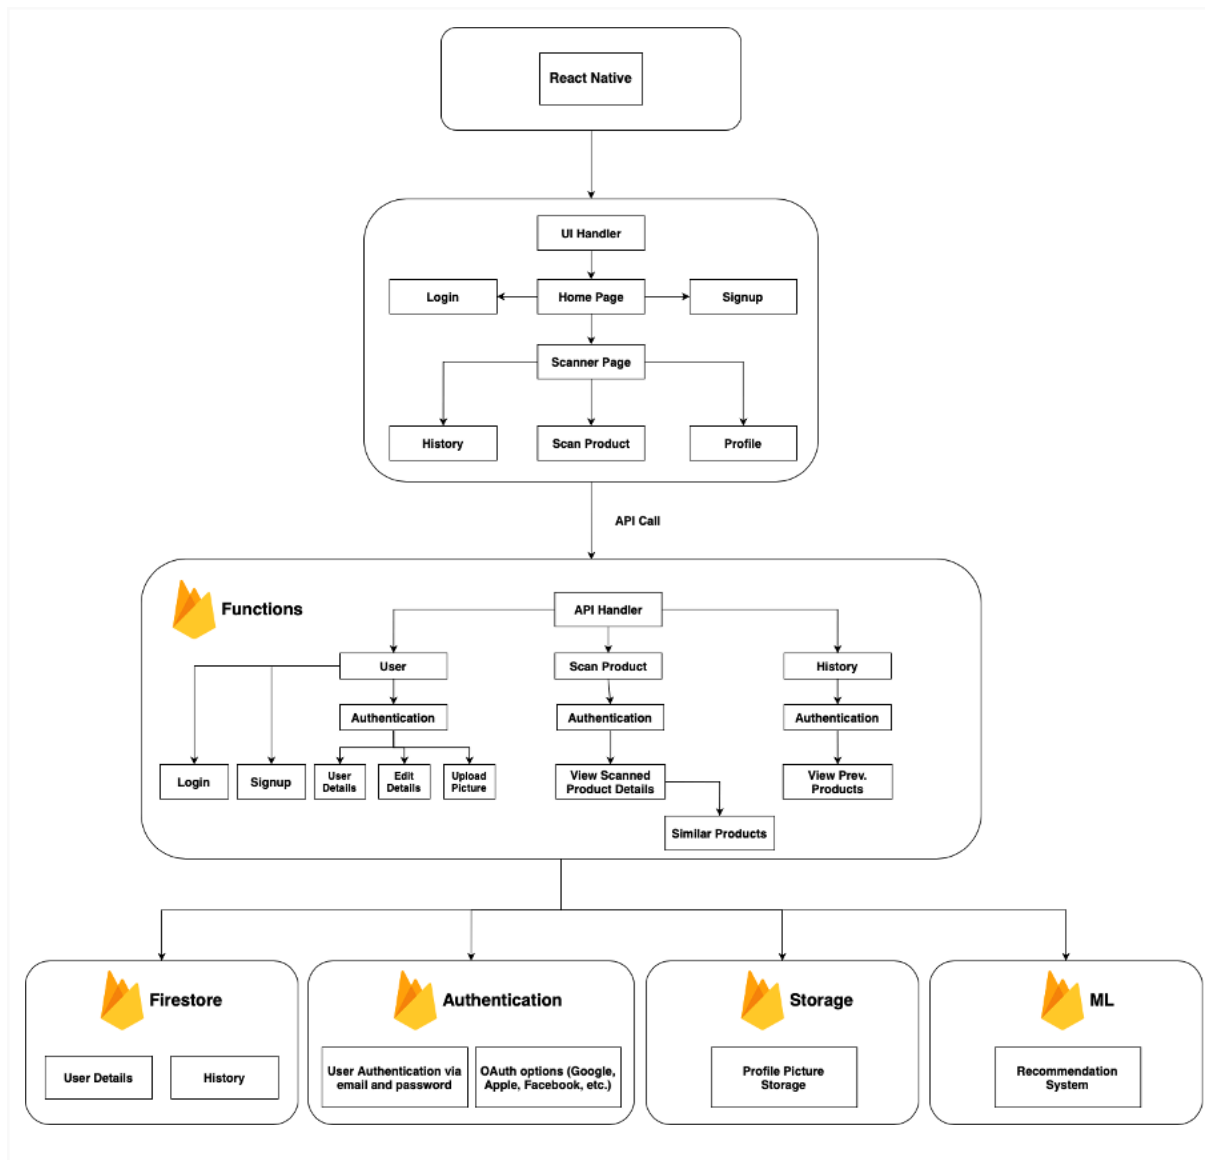 React Native
UI Handler
Login
Home Page
Signup
Scanner Page
History
Scan Product
Profile
API Call
Functions
API Handler
User
Scan Product
History
Authentication
Authentication
Authentication
Login
Signup
User
Details
Edit
Details
Upload
Picture
View Scanned
Product Details
View Prev.
Products
Similar Products
Firestore
User Details
History
Authentication
User Authentication via
email and password
OAuth options (Google,
Apple, Facebook, etc.)
Storage
Profile Picture
Storage
ML
Recommendation
System